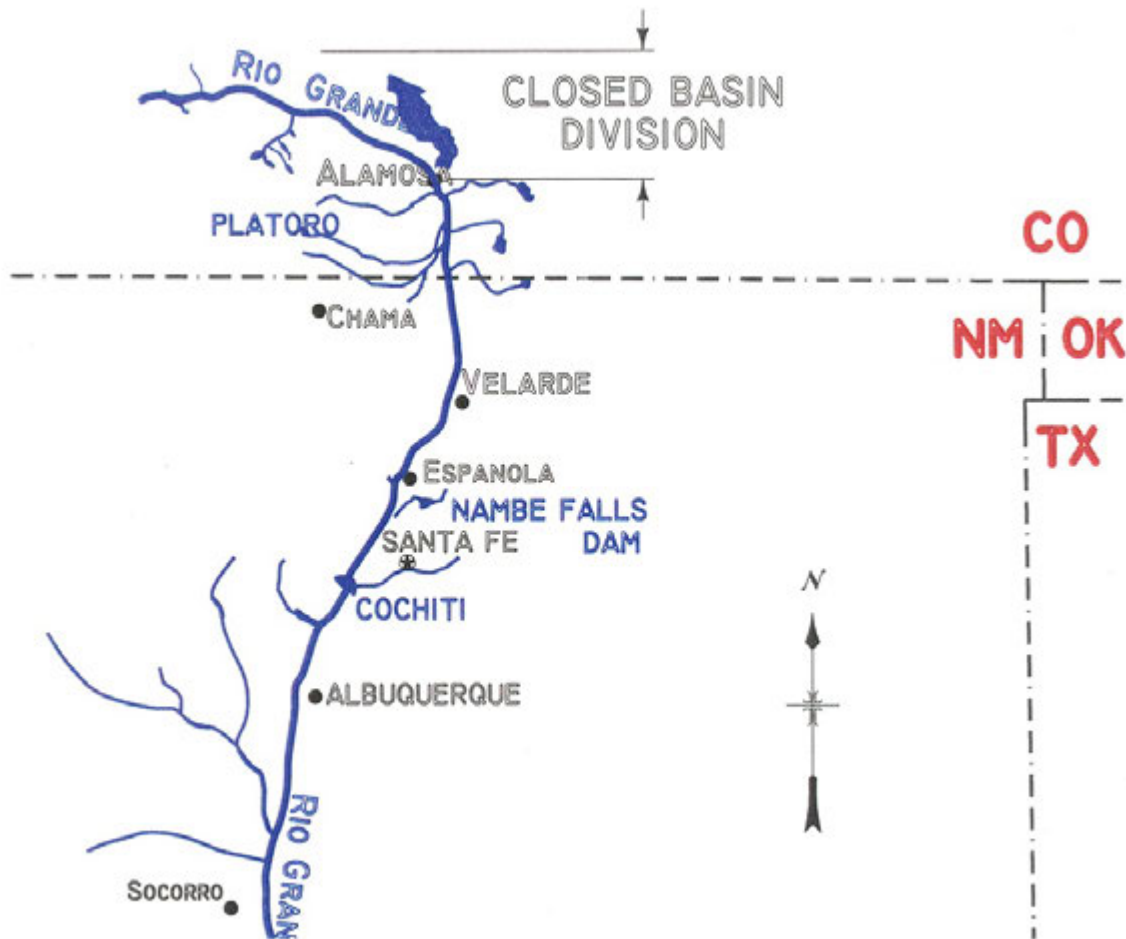 RIO GRANDE
CLOSED BASIN
DIVISION
ALAMOSA
PLATORO
CO
CHAMA
NM OK
VELARDE
TX
ESPANOLA
NAMBE FALLS
DAM
SANTA FE
N
COCHITI
ALBUQUERQUE
RIO GRAN
SOCORRO